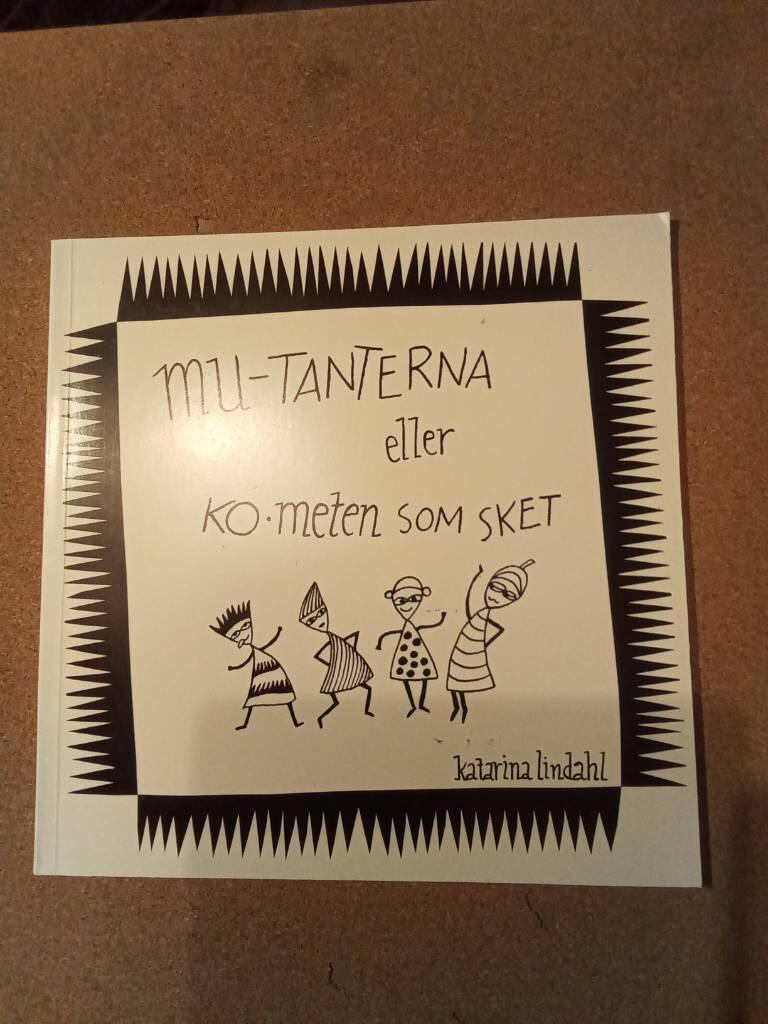 MU-TANTERNA
eller
KO·meten SOM SKET
katarina lindahl